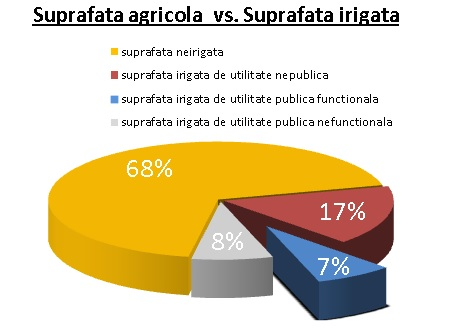 Suprafata agricola vs. Suprafata irigata
suprafata neirigata
suprafata irigata de utilitate nepublica
suprafata irigata de utilitate publica functionala
suprafata irigata de utilitate publica nefunctionala
68%
17%
8%
7%